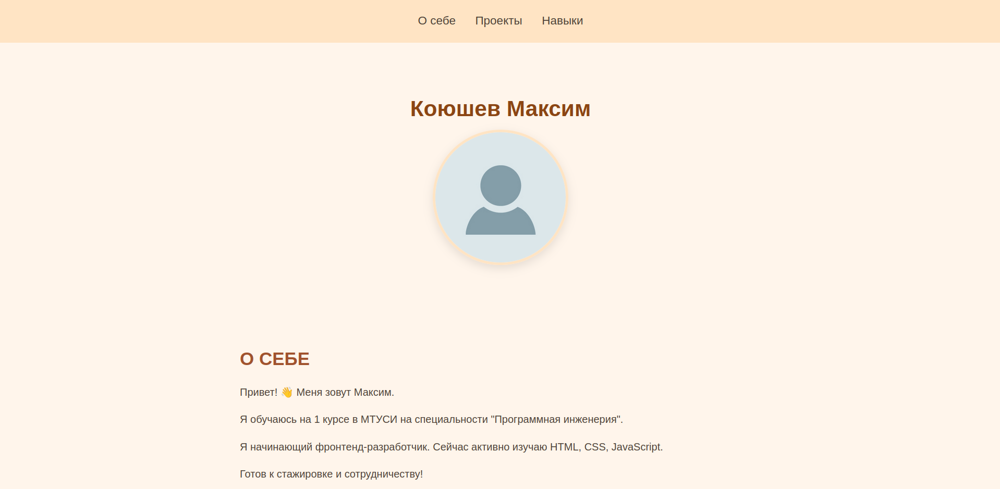 О себе Проекты Навыки
Коюшев Максим
О СЕБЕ
Привет! 👋 Меня зовут Максим.
Я обучаюсь на 1 курсе в МТУСИ на специальности "Программная инженерия".
Я начинающий фронтенд-разработчик. Сейчас активно изучаю HTML, CSS, JavaScript.
Готов к стажировке и сотрудничеству!